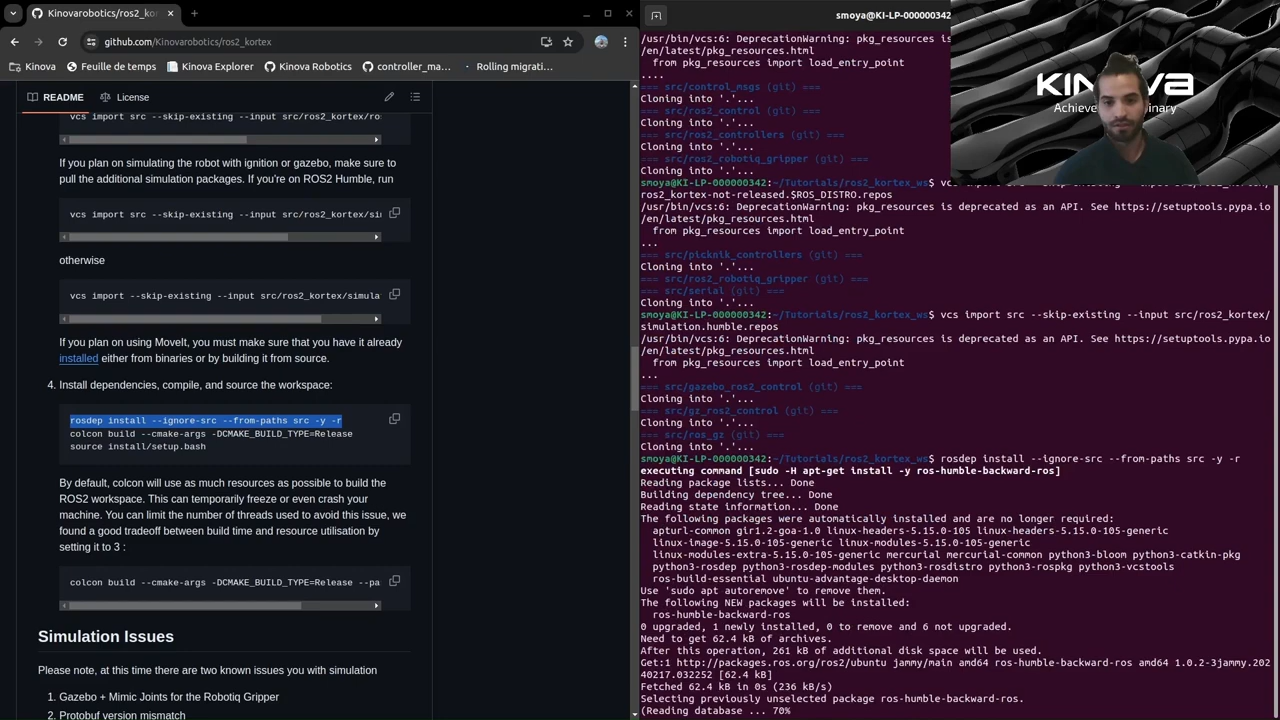 Kinovarobotics/ros2_kort
smoya@KI-LP-000000342
github.com/Kinovarobotics/ros2_kortex
Kinova
Feuille de temps
Kinova Explorer
Kinova Robotics
controller_ma...
Rolling migrati...
README
License
vcs import src --skip-existing --input src/ros2_kortex/ro
If you plan on simulating the robot with ignition or gazebo, make sure to
pull the additional simulation packages. If you're on ROS2 Humble, run
vcs import src --skip-existing --input src/ros2_kortex/si
otherwise
vcs import --skip-existing --input src/ros2_kortex/simula
If you plan on using MoveIt, you must make sure that you have it already
installed either from binaries or by building it from source.
4. Install dependencies, compile, and source the workspace:
rosdep install --ignore-src --from-paths src -y -r
colcon build --cmake-args -DCMAKE_BUILD_TYPE=Release
source install/setup.bash
By default, colcon will use as much resources as possible to build the
ROS2 workspace. This can temporarily freeze or even crash your
machine. You can limit the number of threads used to avoid this issue, we
found a good tradeoff between build time and resource utilisation by
setting it to 3 :
colcon build --cmake-args -DCMAKE_BUILD_TYPE=Release --pa
Simulation Issues
Please note, at this time there are two known issues you with simulation
1. Gazebo + Mimic Joints for the Robotiq Gripper
2. Protobuf version mismatch
/usr/bin/vcs:6: DeprecationWarning: pkg_resources is
/en/latest/pkg_resources.html
from pkg_resources import load_entry_point
....
=== src/control_msgs (git) ===
Cloning into '.'...
=== src/ros2_control (git) ===
Cloning into '.'...
=== src/ros2_controllers (git) ===
Cloning into '.'...
=== src/ros2_robotiq_gripper (git) ===
Cloning into '.'...
smoya@KI-LP-000000342:~/Tutorials/ros2_kortex_ws$ vcs import src --skip-existing --input src/ros2_kortex/
ros2_kortex-not-released.$ROS_DISTRO.repos
/usr/bin/vcs:6: DeprecationWarning: pkg_resources is deprecated as an API. See https://setuptools.pypa.io
/en/latest/pkg_resources.html
from pkg_resources import load_entry_point
...
=== src/picknik_controllers (git) ===
Cloning into '.'...
=== src/ros2_robotiq_gripper (git) ===
=== src/serial (git) ===
Cloning into '.'...
smoya@KI-LP-000000342:~/Tutorials/ros2_kortex_ws$ vcs import src --skip-existing --input src/ros2_kortex/
simulation.humble.repos
/usr/bin/vcs:6: DeprecationWarning: pkg_resources is deprecated as an API. See https://setuptools.pypa.io
/en/latest/pkg_resources.html
from pkg_resources import load_entry_point
...
=== src/gazebo_ros2_control (git) ===
Cloning into '.'...
=== src/gz_ros2_control (git) ===
Cloning into '.'...
=== src/ros_gz (git) ===
Cloning into '.'...
smoya@KI-LP-000000342:~/Tutorials/ros2_kortex_ws$ rosdep install --ignore-src --from-paths src -y -r
executing command [sudo -H apt-get install -y ros-humble-backward-ros]
Reading package lists... Done
Building dependency tree... Done
Reading state information... Done
The following packages were automatically installed and are no longer required:
apturl-common gir1.2-goa-1.0 linux-headers-5.15.0-105 linux-headers-5.15.0-105-generic
linux-image-5.15.0-105-generic linux-modules-5.15.0-105-generic
linux-modules-extra-5.15.0-105-generic mercurial mercurial-common python3-bloom python3-catkin-pkg
python3-rosdep python3-rosdep-modules python3-rosdistro python3-rospkg python3-vcstools
ros-build-essential ubuntu-advantage-desktop-daemon
Use 'sudo apt autoremove' to remove them.
The following NEW packages will be installed:
ros-humble-backward-ros
0 upgraded, 1 newly installed, 0 to remove and 6 not upgraded.
Need to get 62.4 kB of archives.
After this operation, 261 kB of additional disk space will be used.
Get:1 http://packages.ros.org/ros2/ubuntu jammy/main amd64 ros-humble-backward-ros amd64 1.0.2-3jammy.20
240217.032252 [62.4 kB]
Fetched 62.4 kB in 0s (236 kB/s)
Selecting previously unselected package ros-humble-backward-ros.
(Reading database ... 70%